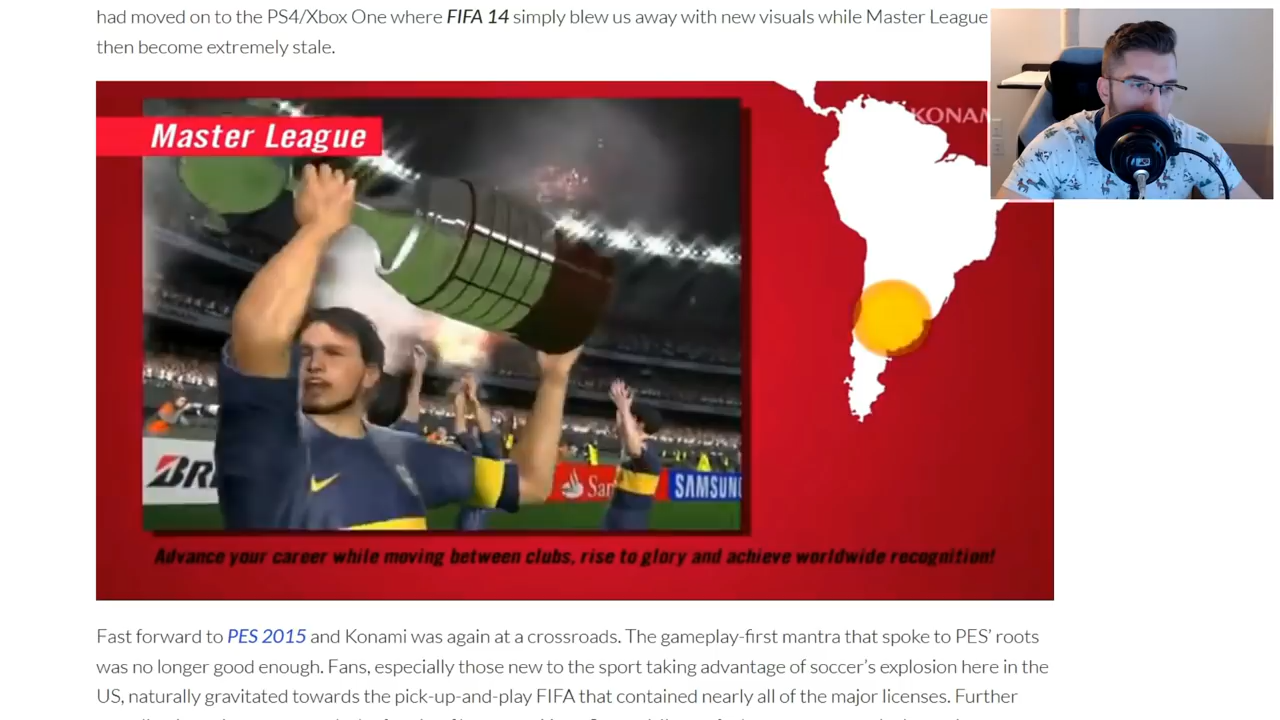 had moved on to the PS4/Xbox One where FIFA 14 simply blew us away with new visuals while Master League
then become extremely stale.
KONAM
Master League
BRI
San
SAMSUN
Advance your career while moving between clubs, rise to glory and achieve worldwide recognition!
Fast forward to PES 2015 and Konami was again at a crossroads. The gameplay-first mantra that spoke to PES’ roots
was no longer good enough. Fans, especially those new to the sport taking advantage of soccer’s explosion here in the
US, naturally gravitated towards the pick-up-and-play FIFA that contained nearly all of the major licenses. Further